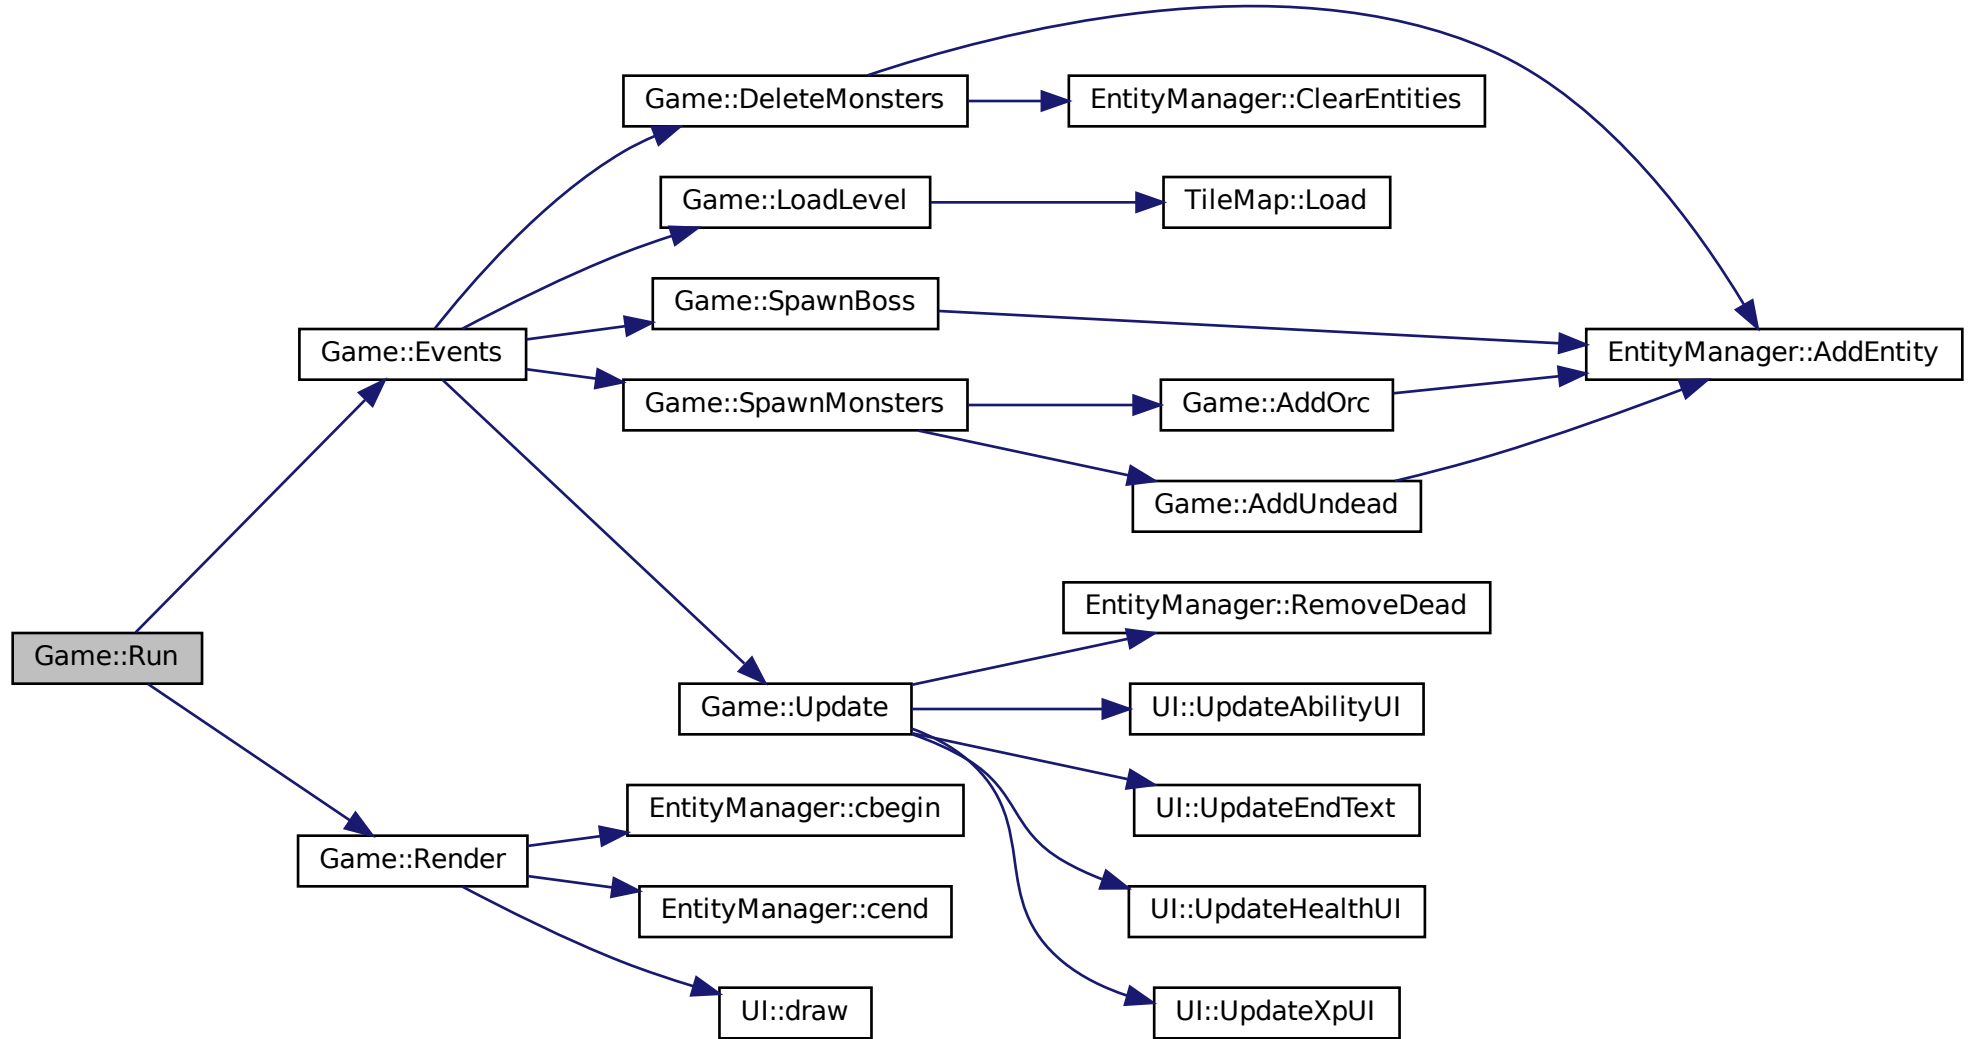 Game::DeleteMonsters
EntityManager::ClearEntities
Game::LoadLevel
TileMap::Load
Game::SpawnBoss
Game::Events
EntityManager::AddEntity
Game::SpawnMonsters
Game::AddOrc
Game::AddUndead
EntityManager::RemoveDead
Game::Run
Game::Update
UI::UpdateAbilityUI
EntityManager::cbegin
UI::UpdateEndText
Game::Render
EntityManager::cend
UI::UpdateHealthUI
UI::draw
UI::UpdateXpUI